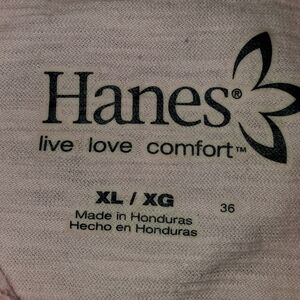 Hanes®
live love comfort™
XL / XG
36
Made in Honduras
Hecho en Honduras